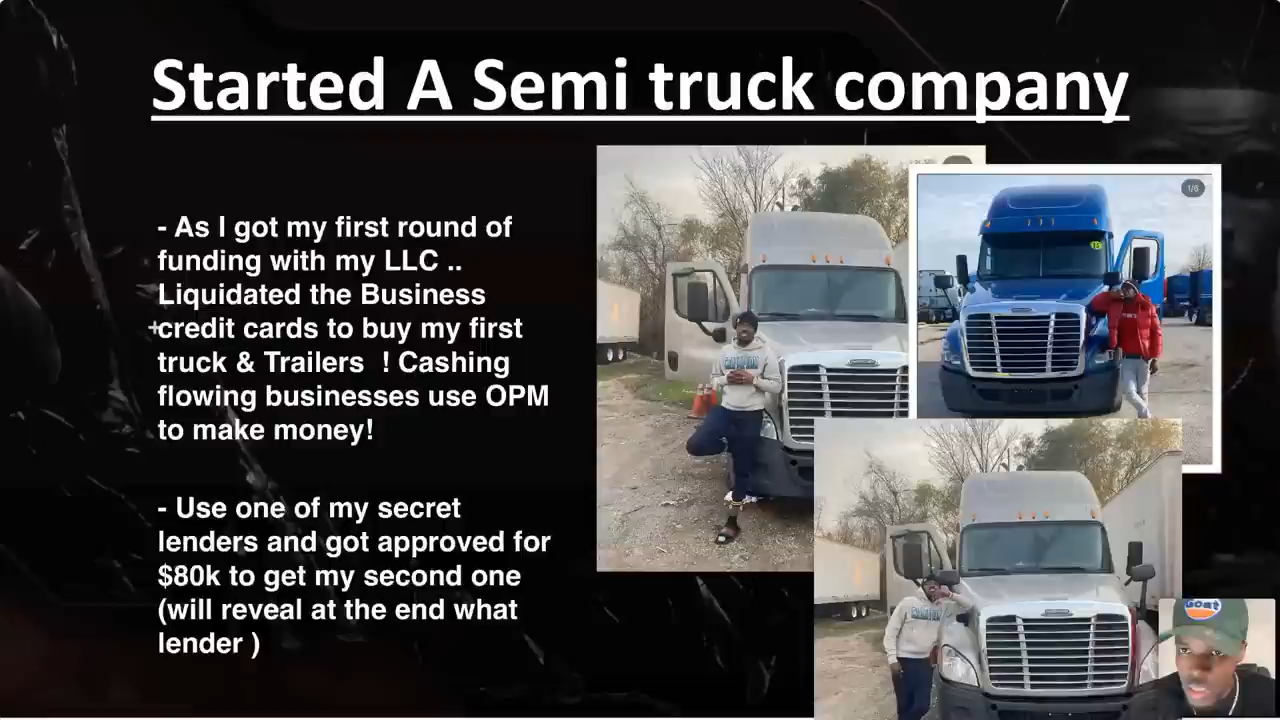 Started A Semi truck company
- As I got my first round of
funding with my LLC ..
Liquidated the Business
credit cards to buy my first
truck & Trailers  ! Cashing
flowing businesses use OPM
to make money!
- Use one of my secret
lenders and got approved for
$80k to get my second one
(will reveal at the end what
lender )
1/6
Goat